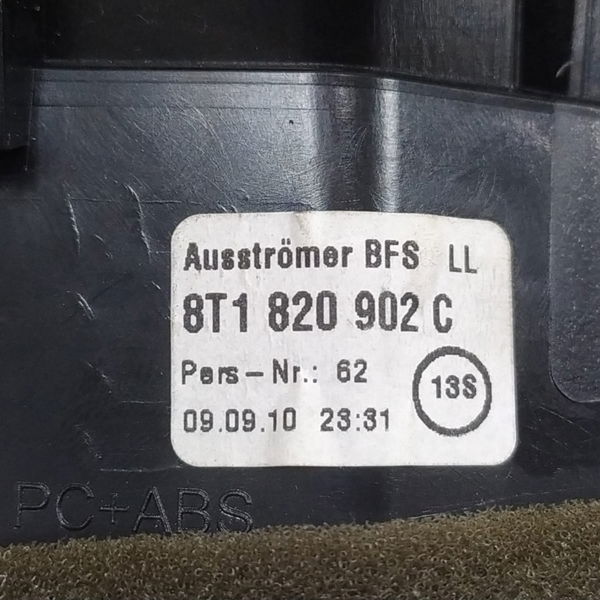 Ausströmer BFS LL
8T1 820 902 C
Pers-Nr.: 62
13S
09.09.10 23:31
PC+ABS